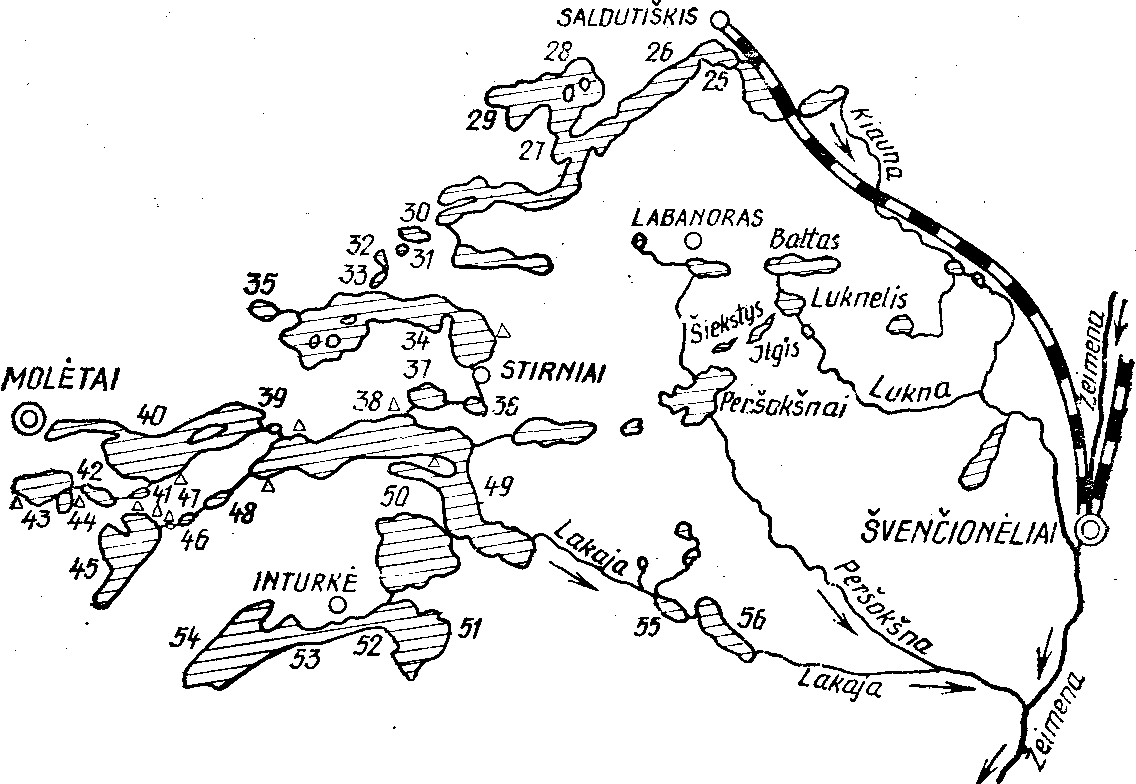 SALDUTIŠKIS
28
26
25
29
27
Kiauna
30
LABANORAS
Baltas
32
31
33
35
Luknelis
Šiekstys
34
Ilgis
Žeimena
MOLĖTAI
37
STIRNIAI
38
36
Lukna
39
40
Peršokšnai
42
41
47
50
49
43
44
48
46
ŠVENČIONĖLIAI
45
Lakaja
INTURKĖ
Peršokšna
55
56
54
51
52
53
Lakaja
Žeimena